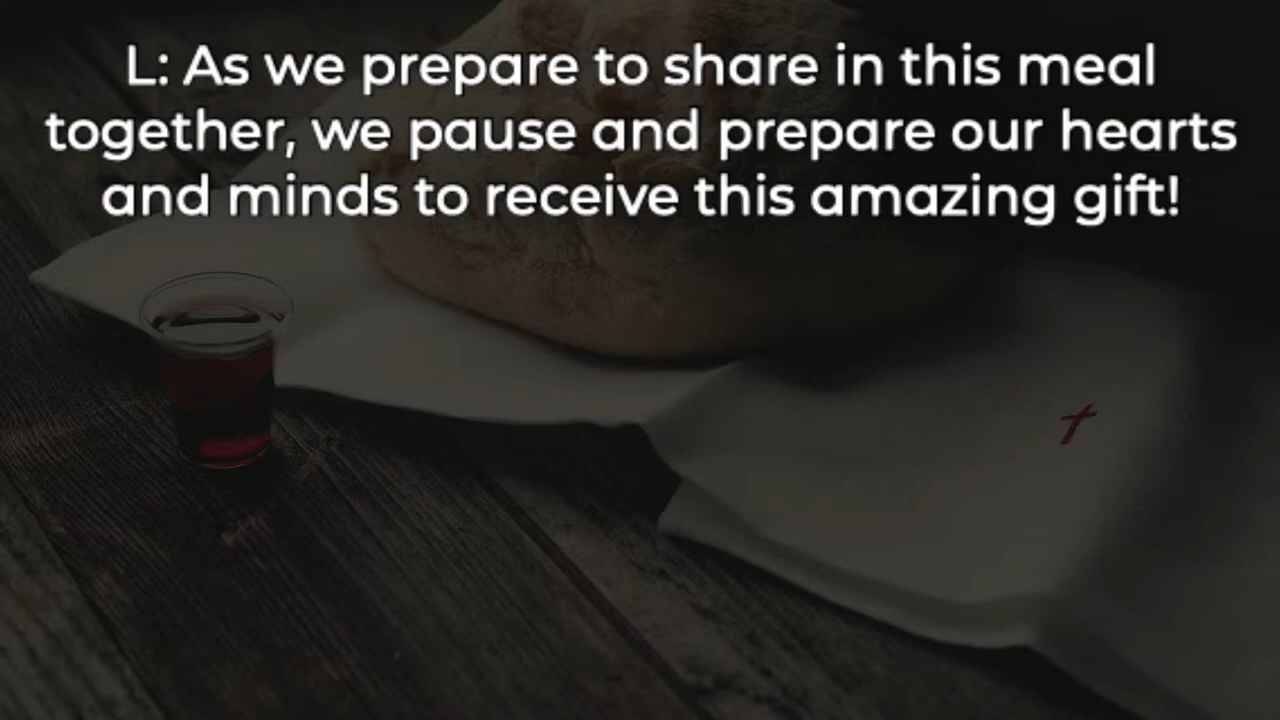 L: As we prepare to share in this meal
together, we pause and prepare our hearts
and minds to receive this amazing gift!